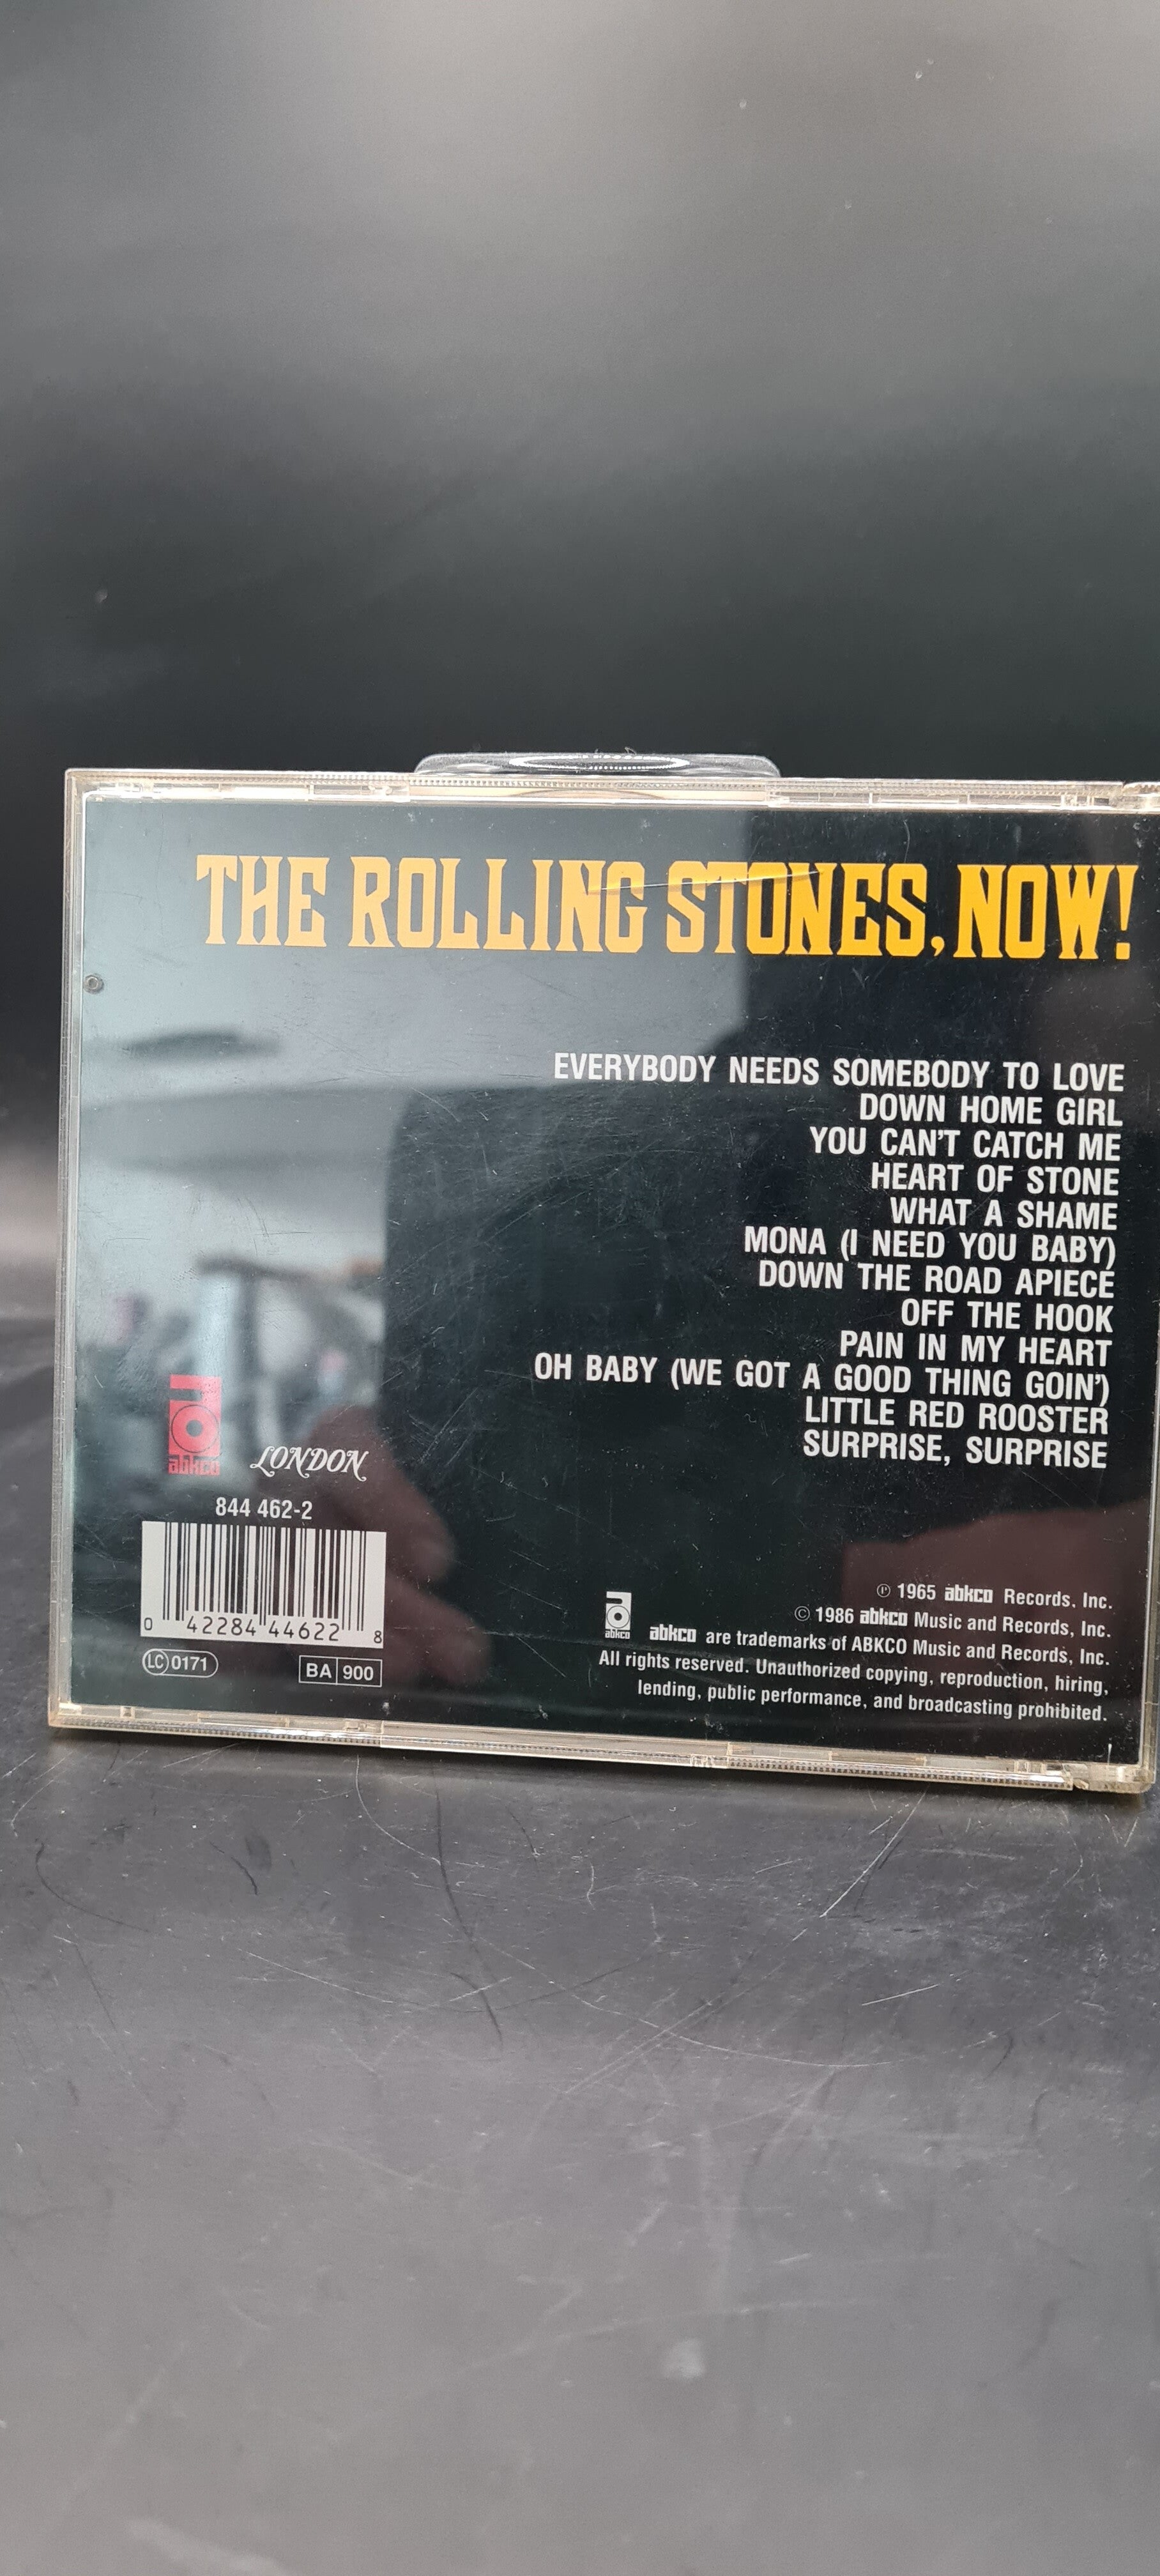 THE ROLLING STONES, NOW!
EVERYBODY NEEDS SOMEBODY TO LOVE
DOWN HOME GIRL
YOU CAN'T CATCH ME
HEART OF STONE
WHAT A SHAME
MONA (I NEED YOU BABY)
DOWN THE ROAD APIECE
OFF THE HOOK
PAIN IN MY HEART
OH BABY (WE GOT A GOOD THING GOIN')
LITTLE RED ROOSTER
SURPRISE, SURPRISE
abkco LONDON
844 462-2
0 42284 44622 8
LC 0171 BA 900
℗ 1965 abkco Records, Inc.
© 1986 abkco Music and Records, Inc.
abkco abkco are trademarks of ABKCO Music and Records, Inc.
All rights reserved. Unauthorized copying, reproduction, hiring,
lending, public performance, and broadcasting prohibited.